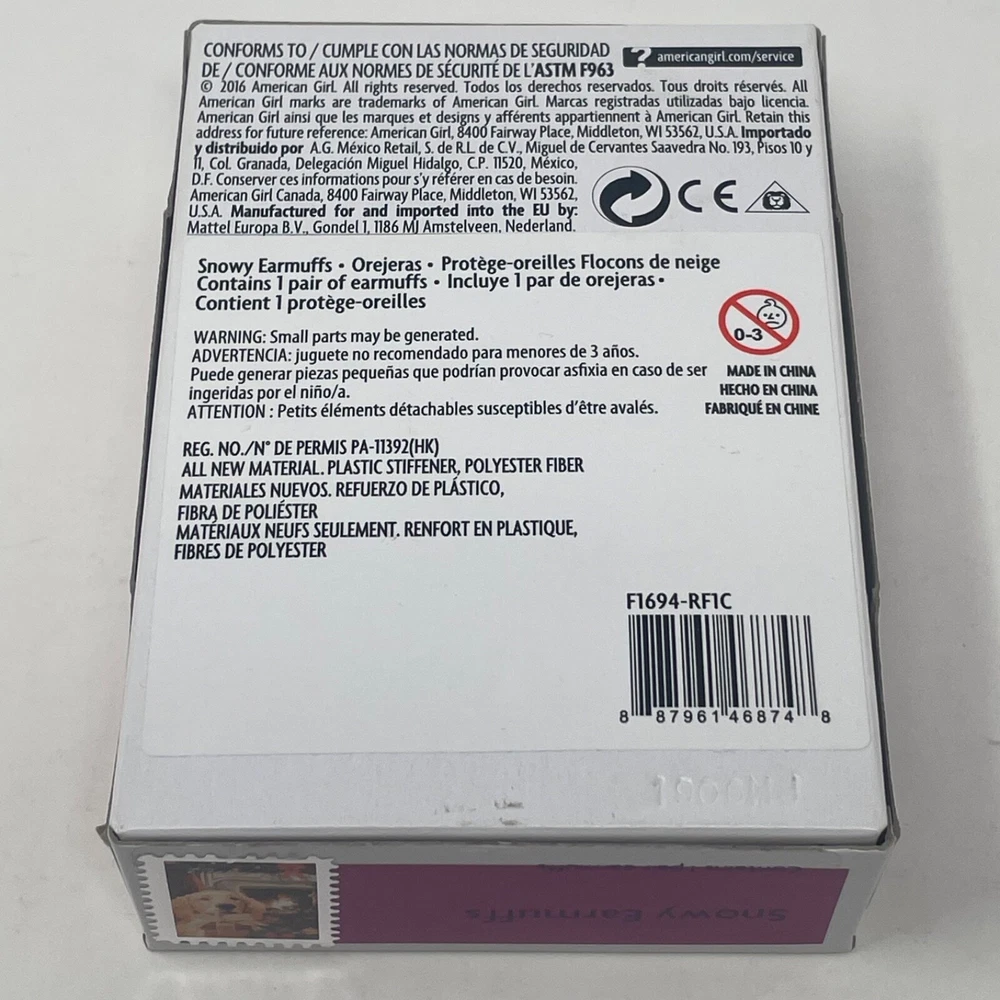 CONFORMS TO / CUMPLE CON LAS NORMAS DE SEGURIDAD
DE / CONFORME AUX NORMES DE SÉCURITÉ DE L'ASTM F963
? americangirl.com/service
© 2016 American Girl. All rights reserved. Todos los derechos reservados. Tous droits réservés. All
American Girl marks are trademarks of American Girl. Marcas registradas utilizadas bajo licencia.
American Girl ainsi que les marques et designs y afférents appartiennent à American Girl. Retain this
address for future reference: American Girl, 8400 Fairway Place, Middleton, WI 53562, U.S.A. Importado
y distribuido por A.G. México Retail, S. de R.L. de C.V., Miguel de Cervantes Saavedra No. 193, Pisos 10 y
11, Col. Granada, Delegación Miguel Hidalgo, C.P. 11520, México,
D.F. Conserver ces informations pour s'y référer en cas de besoin.
American Girl Canada, 8400 Fairway Place, Middleton, WI 53562,
U.S.A. Manufactured for and imported into the EU by:
Mattel Europa B.V., Gondel 1, 1186 MJ Amstelveen, Nederland.
CE
Snowy Earmuffs • Orejeras • Protège-oreilles Flocons de neige
Contains 1 pair of earmuffs • Incluye 1 par de orejeras •
Contient 1 protège-oreilles
0-3
WARNING: Small parts may be generated.
ADVERTENCIA: juguete no recomendado para menores de 3 años.
Puede generar piezas pequeñas que podrían provocar asfixia en caso de ser
ingeridas por el niño/a.
ATTENTION : Petits éléments détachables susceptibles d'être avalés.
MADE IN CHINA
HECHO EN CHINA
FABRIQUÉ EN CHINE
REG. NO./N° DE PERMIS PA-11392(HK)
ALL NEW MATERIAL. PLASTIC STIFFENER, POLYESTER FIBER
MATERIALES NUEVOS. REFUERZO DE PLÁSTICO,
FIBRA DE POLIÉSTER
MATÉRIAUX NEUFS SEULEMENT. RENFORT EN PLASTIQUE,
FIBRES DE POLYESTER
F1694-RF1C
8 87961 46874 8
Snowy Earmuffs